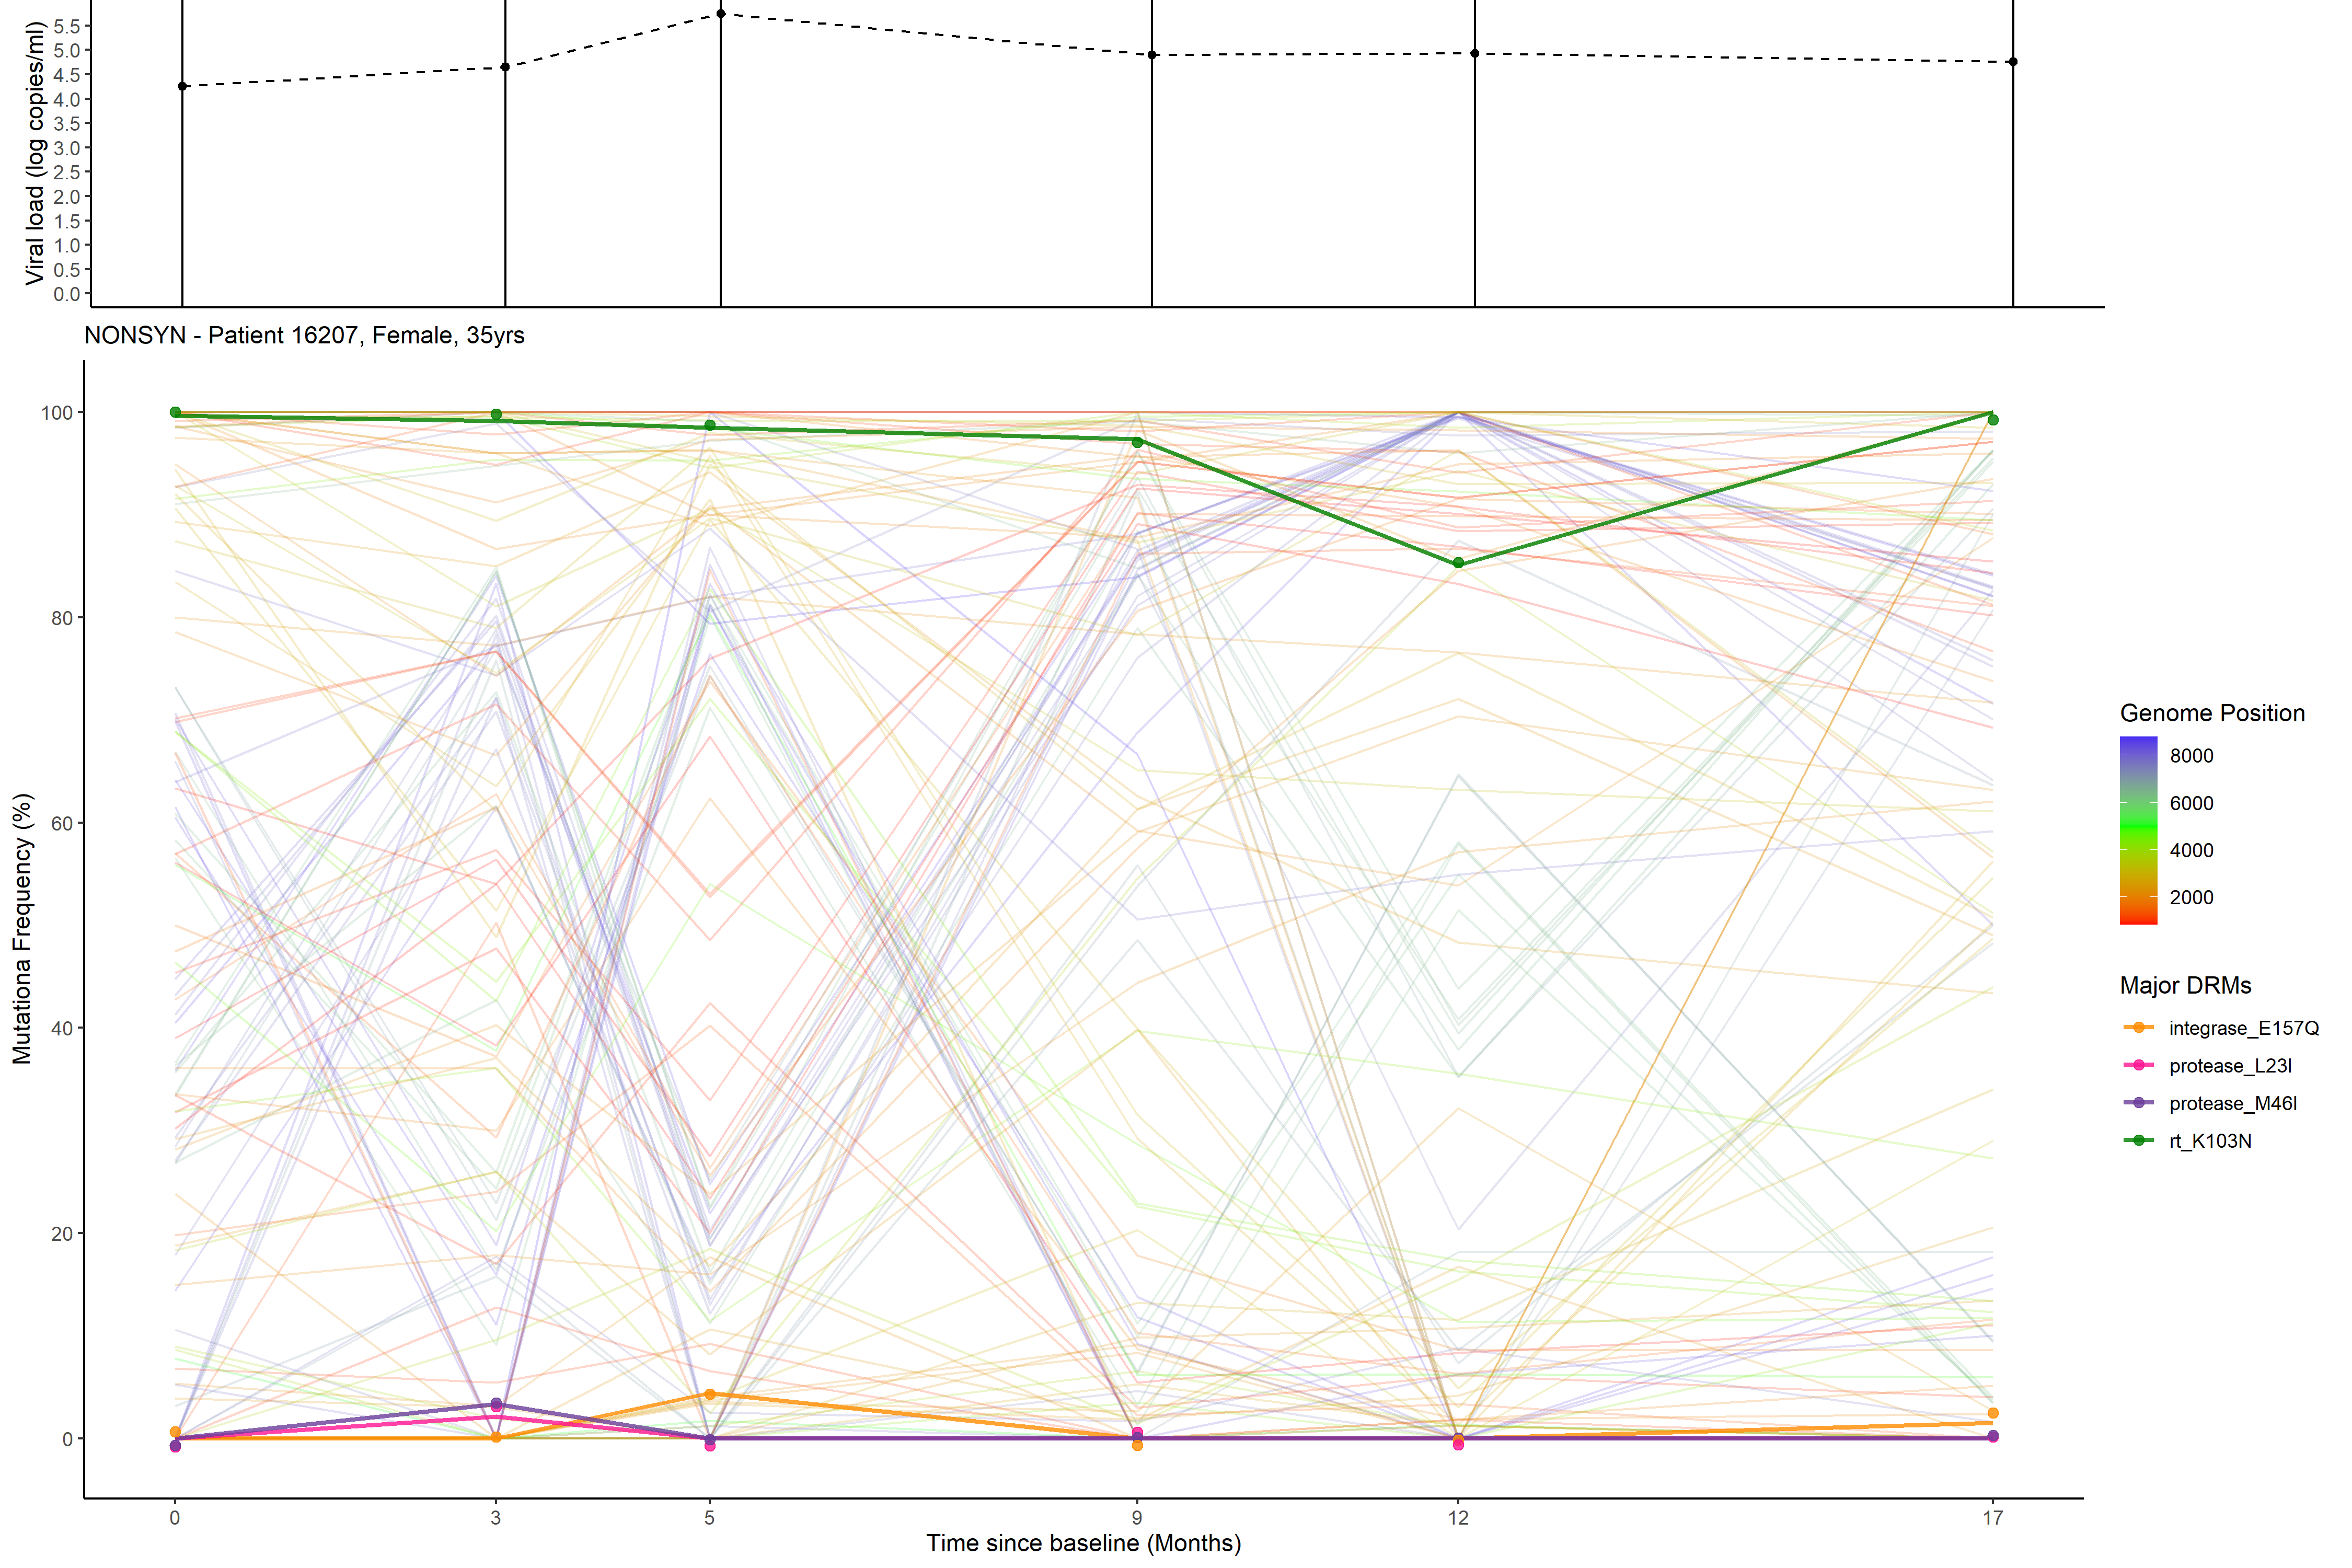 Viral load (log copies/ml)
5.5
5.0
4.5
4.0
3.5
3.0
2.5
2.0
1.5
1.0
0.5
0.0
NONSYN - Patient 16207, Female, 35yrs
Mutationa Frequency (%)
100
80
60
40
20
0
0 3 5 9 12 17
Time since baseline (Months)
Genome Position
8000
6000
4000
2000
Major DRMs
integrase_E157Q
protease_L23I
protease_M46I
rt_K103N